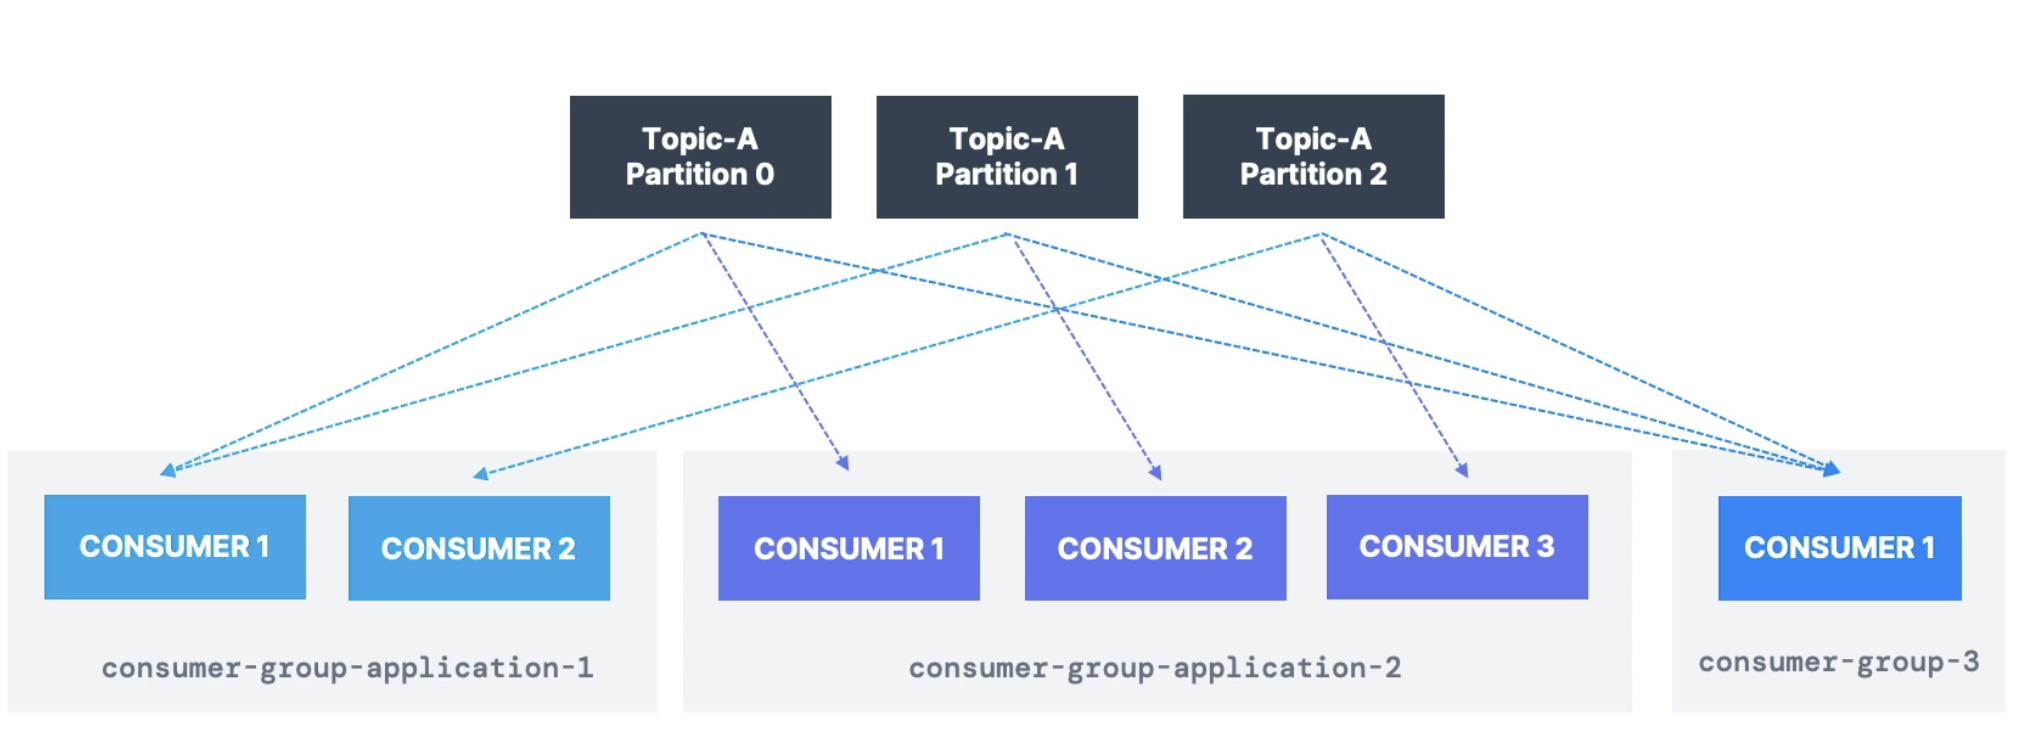 Topic-A
Partition 0
Topic-A
Partition 1
Topic-A
Partition 2
CONSUMER 1
CONSUMER 2
consumer-group-application-1
CONSUMER 1
CONSUMER 2
CONSUMER 3
consumer-group-application-2
CONSUMER 1
consumer-group-3